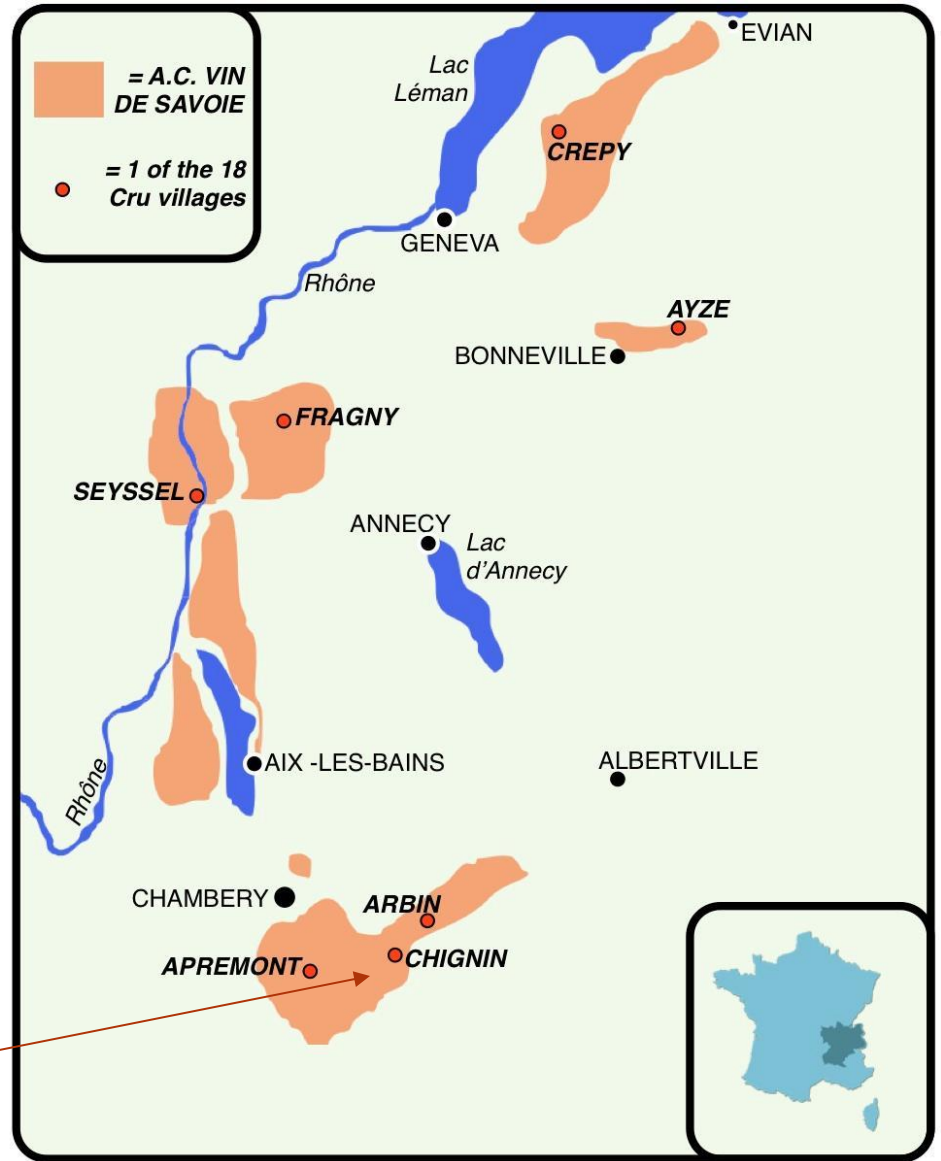 = A.C. VIN
DE SAVOIE
= 1 of the 18
Cru villages
EVIAN
Lac
Léman
CREPY
GENEVA
Rhône
AYZE
BONNEVILLE
FRAGNY
SEYSSEL
ANNECY
Lac
d'Annecy
AIX -LES-BAINS
ALBERTVILLE
Rhône
CHAMBERY
ARBIN
CHIGNIN
APREMONT